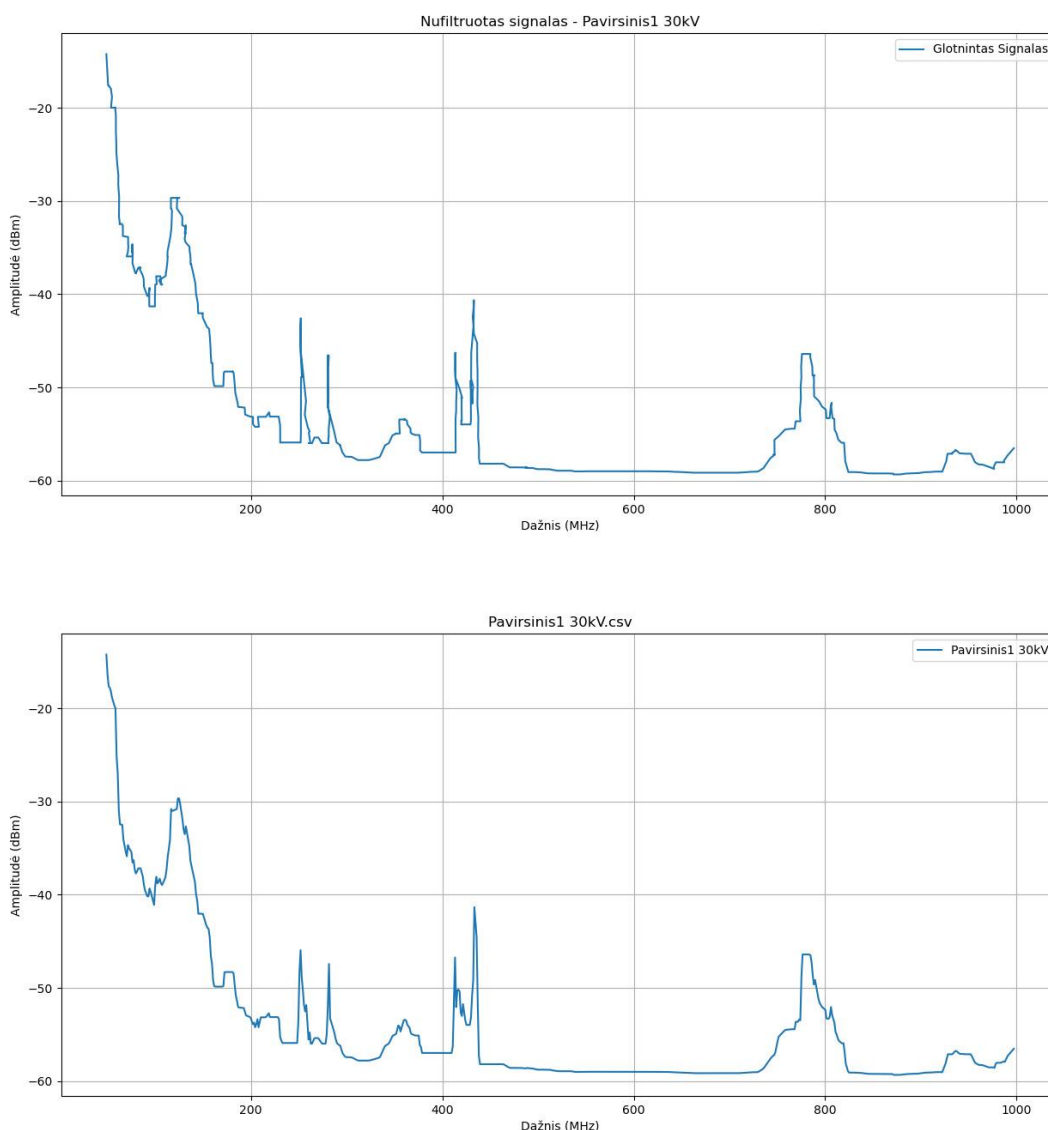 Nufiltruotas signalas - Pavirsinis1 30kV
Glotnintas Signalas
−20
−30
−40
−50
−60
Amplitudė (dBm)
200
400
600
800
1000
Dažnis (MHz)
Pavirsinis1 30kV.csv
Pavirsinis1 30kV
−20
−30
−40
−50
−60
Amplitudė (dBm)
200
400
600
800
1000
Dažnis (MHz)